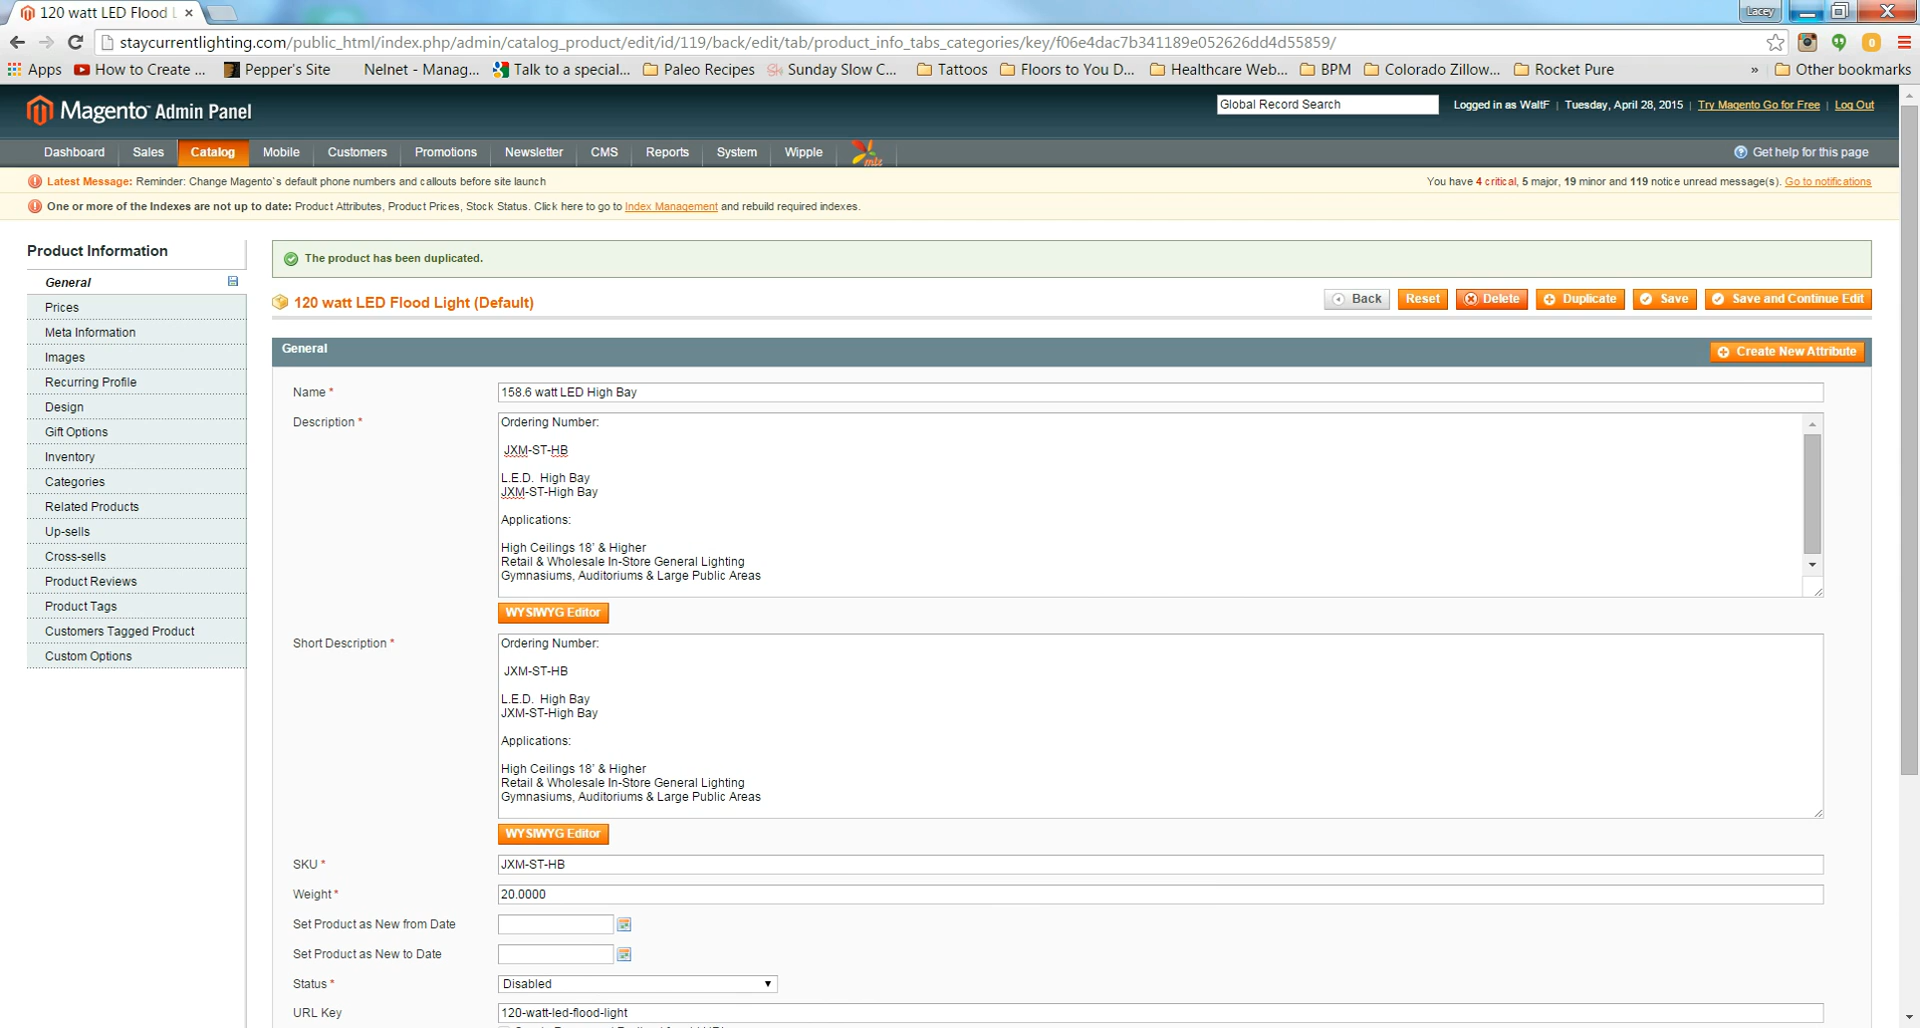 120 watt LED Flood L
Lacey
staycurrentlighting.com/public_html/index.php/admin/catalog_product/edit/id/119/back/edit/tab/product_info_tabs_categories/key/f06e4dac7b341189e052626dd4d55859/
Apps How to Create ... Pepper's Site Nelnet - Manag... Talk to a special... Paleo Recipes Sunday Slow C... Tattoos Floors to You D... Healthcare Web... BPM Colorado Zillow... Rocket Pure » Other bookmarks
Magento Admin Panel
Global Record Search
Logged in as WaltF | Tuesday, April 28, 2015 | Try Magento Go for Free | Log Out
Dashboard Sales Catalog Mobile Customers Promotions Newsletter CMS Reports System Wipple mts Get help for this page
Latest Message: Reminder: Change Magento`s default phone numbers and callouts before site launch
You have 4 critical, 5 major, 19 minor and 119 notice unread message(s). Go to notifications
One or more of the Indexes are not up to date: Product Attributes, Product Prices, Stock Status. Click here to go to Index Management and rebuild required indexes.
Product Information
General
Prices
Meta Information
Images
Recurring Profile
Design
Gift Options
Inventory
Categories
Related Products
Up-sells
Cross-sells
Product Reviews
Product Tags
Customers Tagged Product
Custom Options
The product has been duplicated.
120 watt LED Flood Light (Default)
Back Reset Delete Duplicate Save Save and Continue Edit
General
Create New Attribute
Name * 158.6 watt LED High Bay
Description * Ordering Number:
JXM-ST-HB
L.E.D. High Bay
JXM-ST-High Bay
Applications:
High Ceilings 18' & Higher
Retail & Wholesale In-Store General Lighting
Gymnasiums, Auditoriums & Large Public Areas
WYSIWYG Editor
Short Description * Ordering Number:
JXM-ST-HB
L.E.D. High Bay
JXM-ST-High Bay
Applications:
High Ceilings 18' & Higher
Retail & Wholesale In-Store General Lighting
Gymnasiums, Auditoriums & Large Public Areas
WYSIWYG Editor
SKU * JXM-ST-HB
Weight * 20.0000
Set Product as New from Date
Set Product as New to Date
Status * Disabled
URL Key 120-watt-led-flood-light